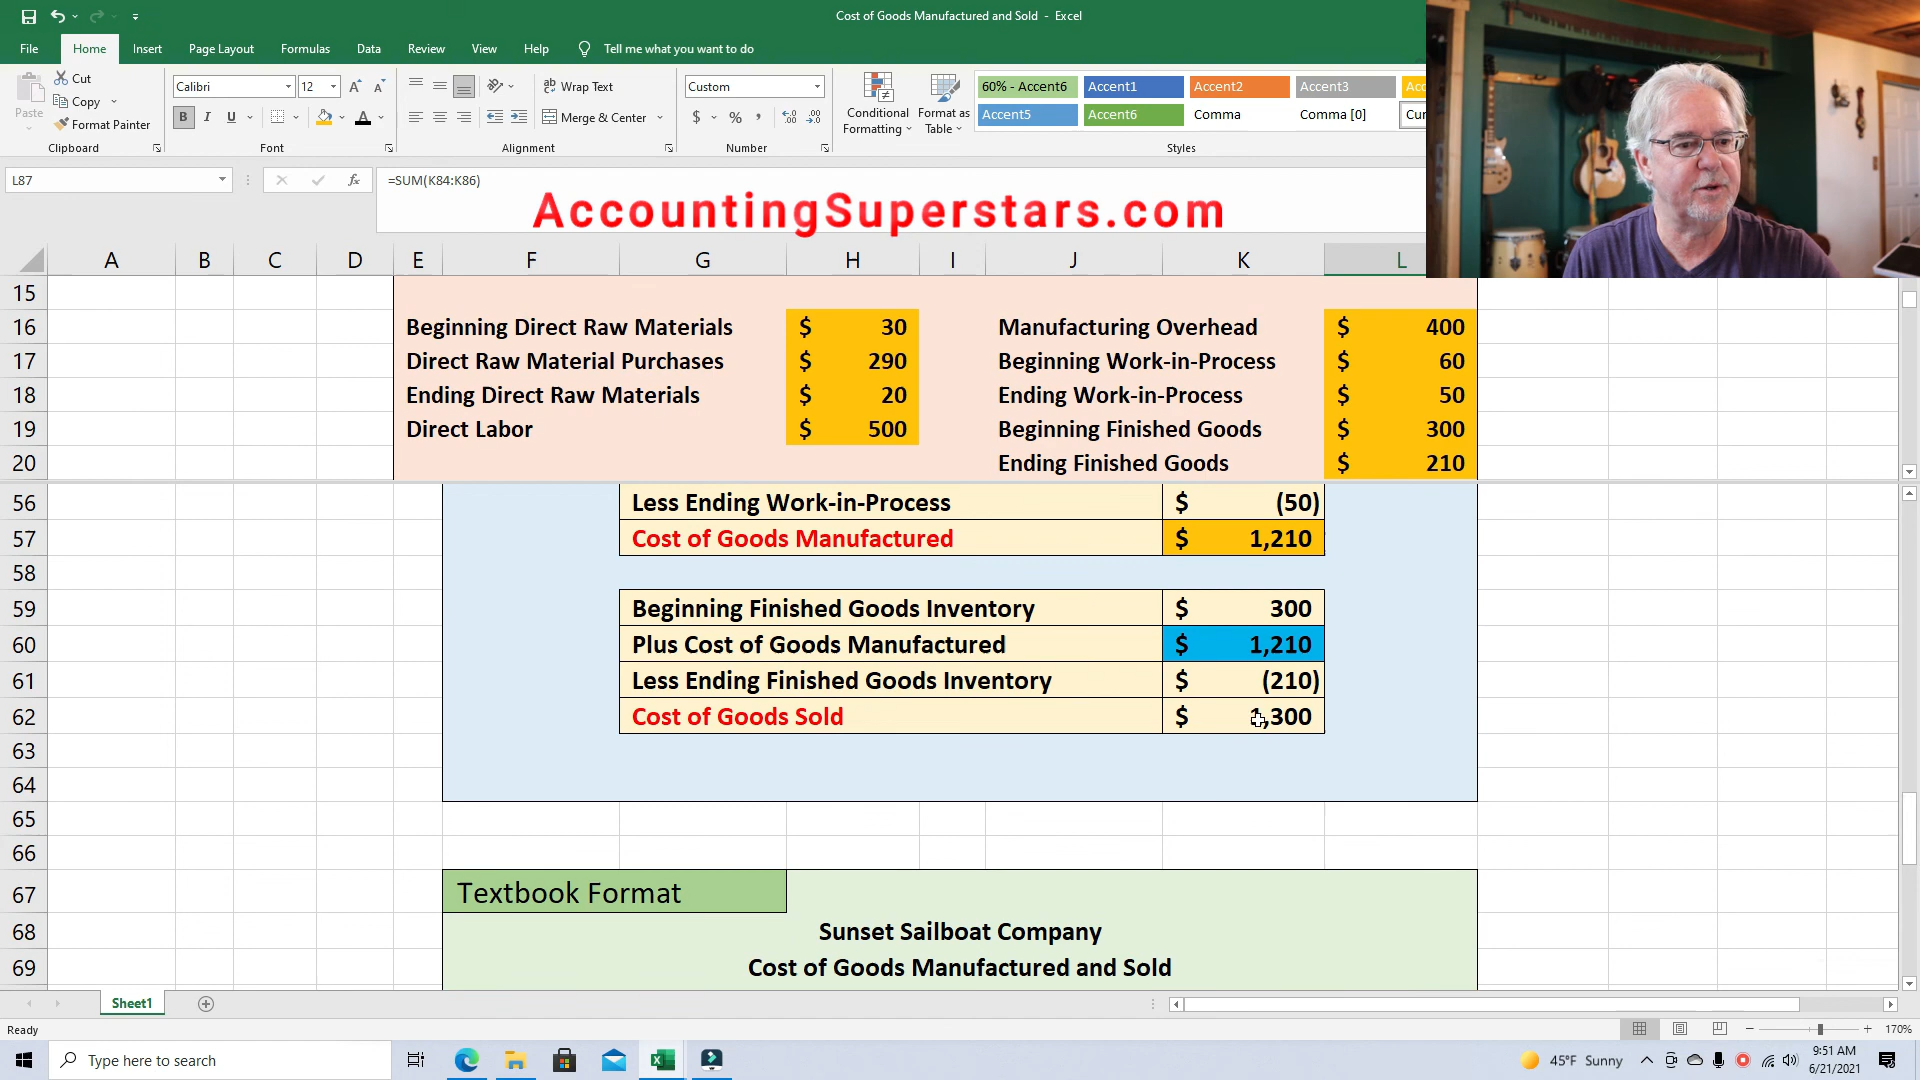 Cost of Goods Manufactured and Sold - Excel
File Home Insert Page Layout Formulas Data Review View Help Tell me what you want to do
Paste
Cut
Copy
Format Painter
Clipboard
Calibri 12
B I U
Font
Wrap Text
Merge & Center
Alignment
Custom
$ % ,
Number
Conditional Formatting
Format as Table
60% - Accent6 Accent1 Accent2 Accent3
Accent5 Accent6 Comma Comma [0]
Styles
L87 fx =SUM(K84:K86)
AccountingSuperstars.com
A B C D E F G H I J K L
15
16 Beginning Direct Raw Materials $ 30 Manufacturing Overhead $ 400
17 Direct Raw Material Purchases $ 290 Beginning Work-in-Process $ 60
18 Ending Direct Raw Materials $ 20 Ending Work-in-Process $ 50
19 Direct Labor $ 500 Beginning Finished Goods $ 300
20 Ending Finished Goods $ 210
56 Less Ending Work-in-Process $ (50)
57 Cost of Goods Manufactured $ 1,210
58
59 Beginning Finished Goods Inventory $ 300
60 Plus Cost of Goods Manufactured $ 1,210
61 Less Ending Finished Goods Inventory $ (210)
62 Cost of Goods Sold $ 1,300
63
64
65
66
67 Textbook Format
68 Sunset Sailboat Company
69 Cost of Goods Manufactured and Sold
Sheet1
Ready
170%
Type here to search
45°F Sunny
9:51 AM
6/21/2021